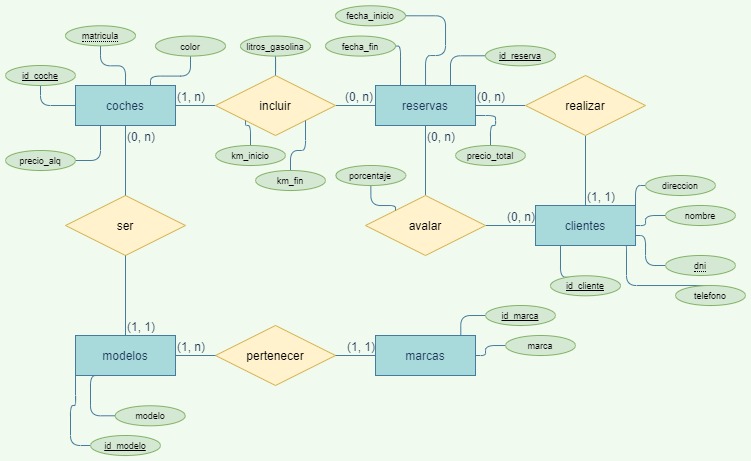 fecha_inicio
matricula
color
litros_gasolina
fecha_fin
id_reserva
id_coche
coches
(1, n)
incluir
(0, n)
reservas
(0, n)
realizar
(0, n)
(0, n)
precio_alq
km_inicio
precio_total
km_fin
porcentaje
direccion
(1, 1)
nombre
ser
avalar
(0, n)
clientes
dni
id_cliente
telefono
id_marca
(1, 1)
marca
modelos
(1, n)
pertenecer
(1, 1)
marcas
modelo
id_modelo